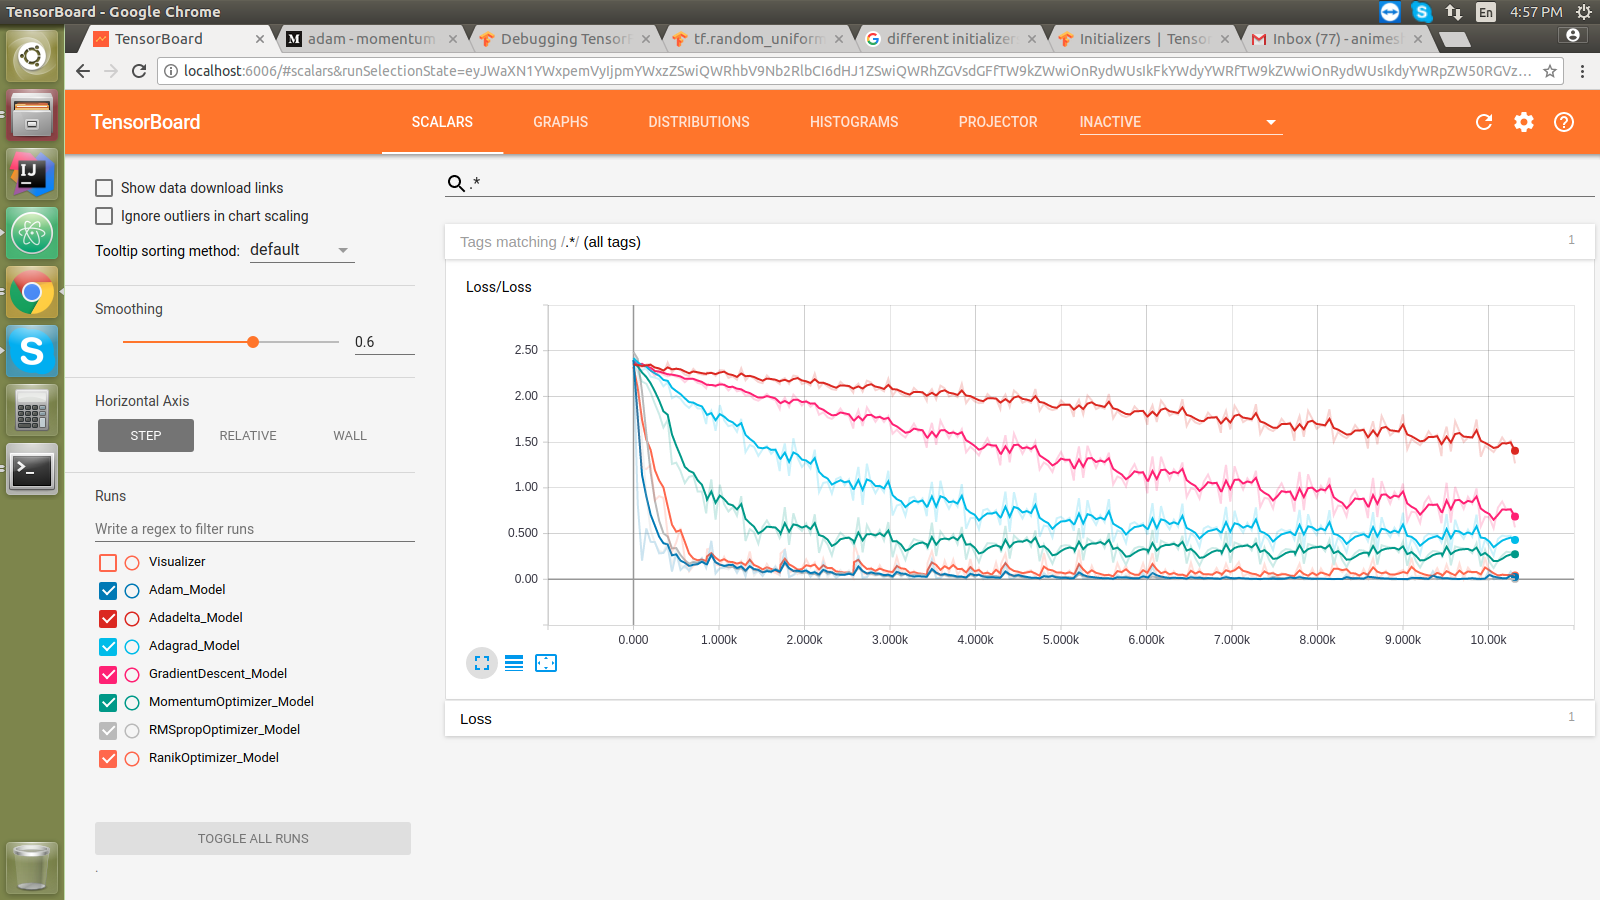 TensorBoard - Google Chrome
En
4:57 PM
TensorBoard
adam - momentum
Debugging TensorF
tf.random_uniform
different initializer
Initializers | Tensor
Inbox (77) - animesl
localhost:6006/#scalars&runSelectionState=eyJWaXN1YWxpemVyIjpmYWxzZSwiQWRhbV9Nb2RlbCI6dHJ1ZSwiQWRhZGVsdGFfTW9kZWwiOnRydWUsIkFkYWdyYWRfTW9kZWwiOnRydWUsIkdyYWRpZW50RGVz...
TensorBoard
SCALARS
GRAPHS
DISTRIBUTIONS
HISTOGRAMS
PROJECTOR
INACTIVE
Show data download links
Ignore outliers in chart scaling
Tooltip sorting method: default
Smoothing
0.6
Horizontal Axis
STEP
RELATIVE
WALL
Runs
Write a regex to filter runs
Visualizer
Adam_Model
Adadelta_Model
Adagrad_Model
GradientDescent_Model
MomentumOptimizer_Model
RMSpropOptimizer_Model
RanikOptimizer_Model
TOGGLE ALL RUNS
.
.*
Tags matching /.*/ (all tags)
1
Loss/Loss
2.50
2.00
1.50
1.00
0.500
0.00
0.000
1.000k
2.000k
3.000k
4.000k
5.000k
6.000k
7.000k
8.000k
9.000k
10.00k
Loss
1